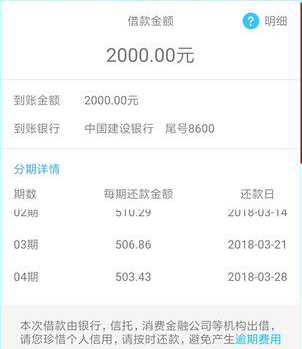 借款金额
? 明细
2000.00元
到账金额 2000.00元
到账银行 中国建设银行 尾号8600
分期详情
期数 每期还款金额 还款日
02期 510.29 2018-03-14
03期 506.86 2018-03-21
04期 503.43 2018-03-28
本次借款由银行，信托，消费金融公司等机构出借，
请您珍惜个人信用，请按时还款，避免产生逾期费用